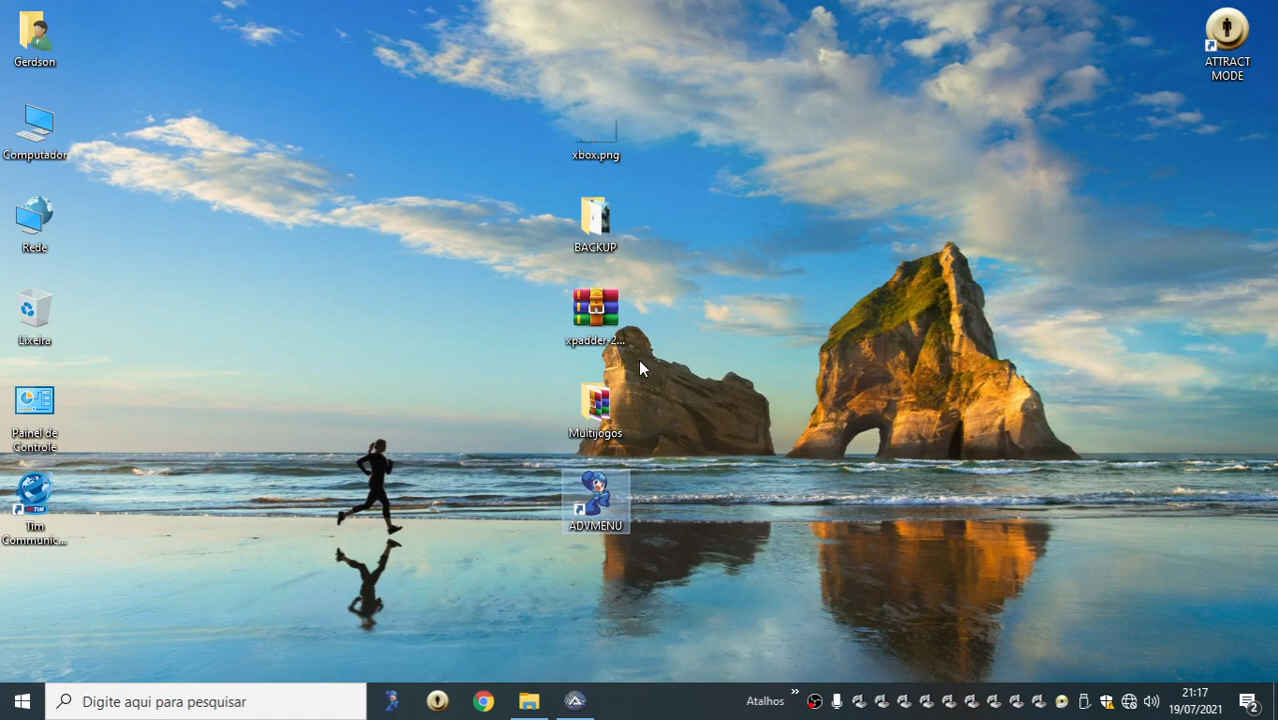 Gerdson
Computador
Rede
Lixeira
Painel de
Controle
TIM
Tim
Communic...
xbox.png
BACKUP
xpadder-2...
Multijogos
ADVMENU
ATTRACT
MODE
Digite aqui para pesquisar
Atalhos
21:17
19/07/2021
2